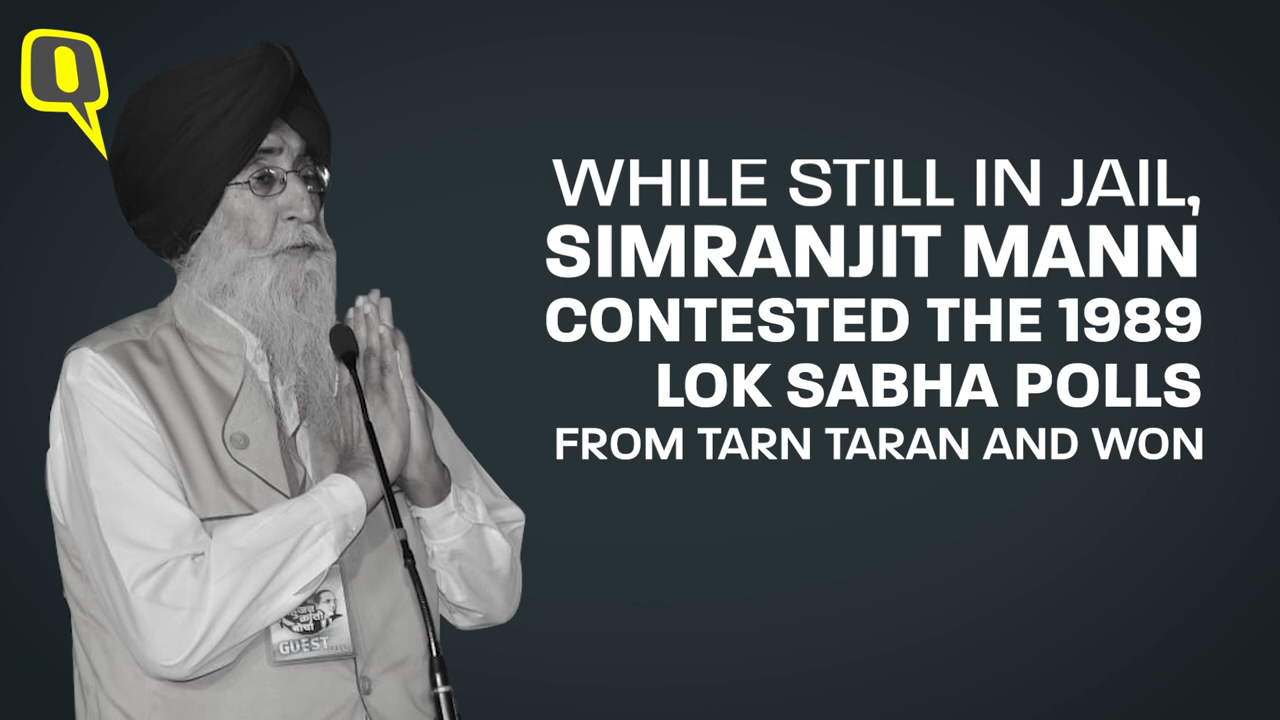 WHILE STILL IN JAIL,
SIMRANJIT MANN
CONTESTED THE 1989
LOK SABHA POLLS
FROM TARN TARAN AND WON
क्रांती
मोर्चा
GUEST